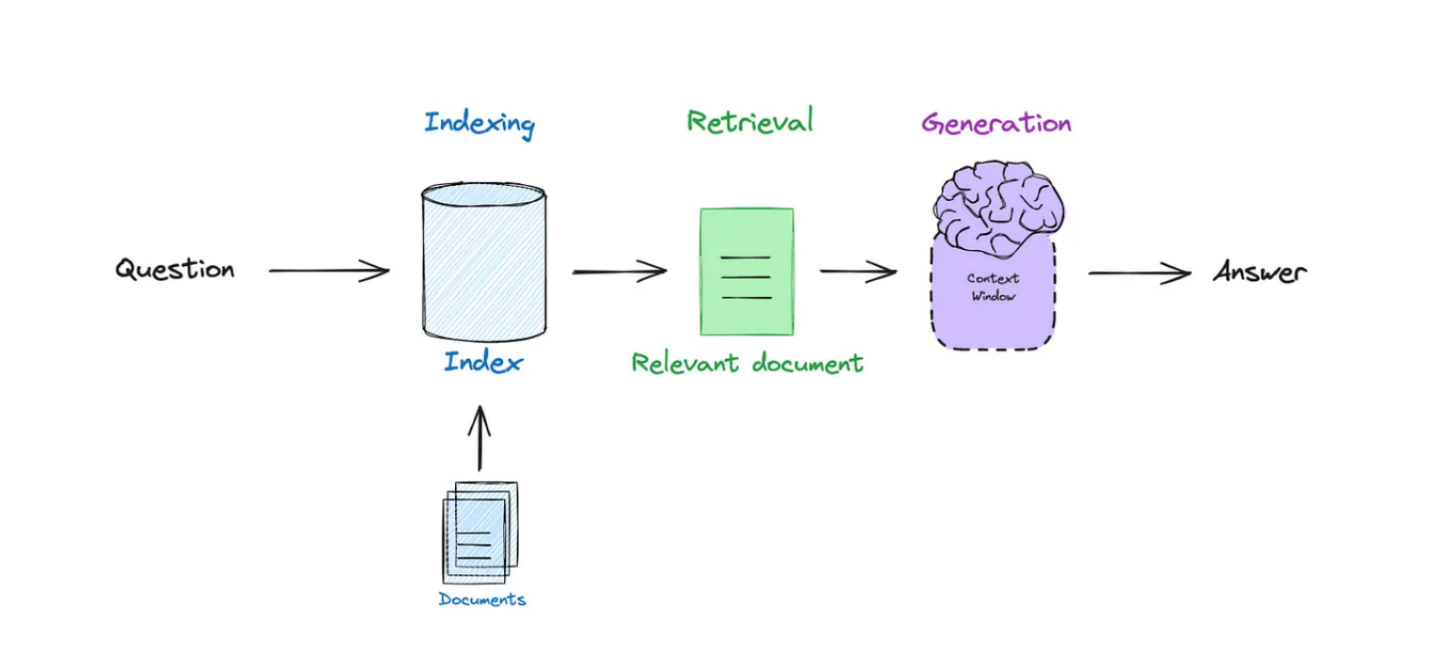 Indexing
Retrieval
Generation
Question
Context
Window
Answer
Index
Relevant document
Documents